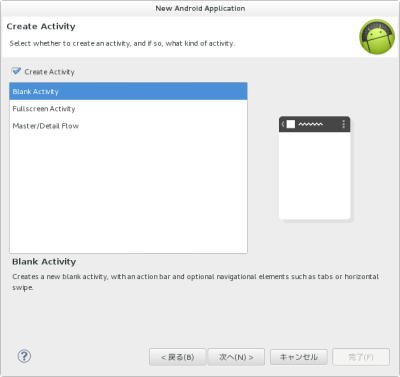 New Android Application
Create Activity
Select whether to create an activity, and if so, what kind of activity.
Create Activity
Blank Activity
Fullscreen Activity
Master/Detail Flow
Blank Activity
Creates a new blank activity, with an action bar and optional navigational elements such as tabs or horizontal
swipe.
< 戻る(B) 次へ(N) > キャンセル 完了(F)